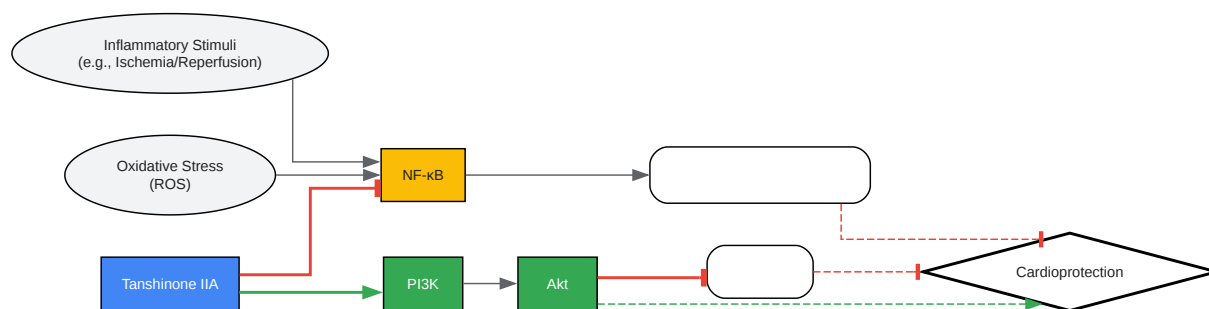 Inflammatory Stimuli
(e.g., Ischemia/Reperfusion)
Oxidative Stress
(ROS)
NF-κB
Tanshinone IIA
PI3K
Akt
Cardioprotection